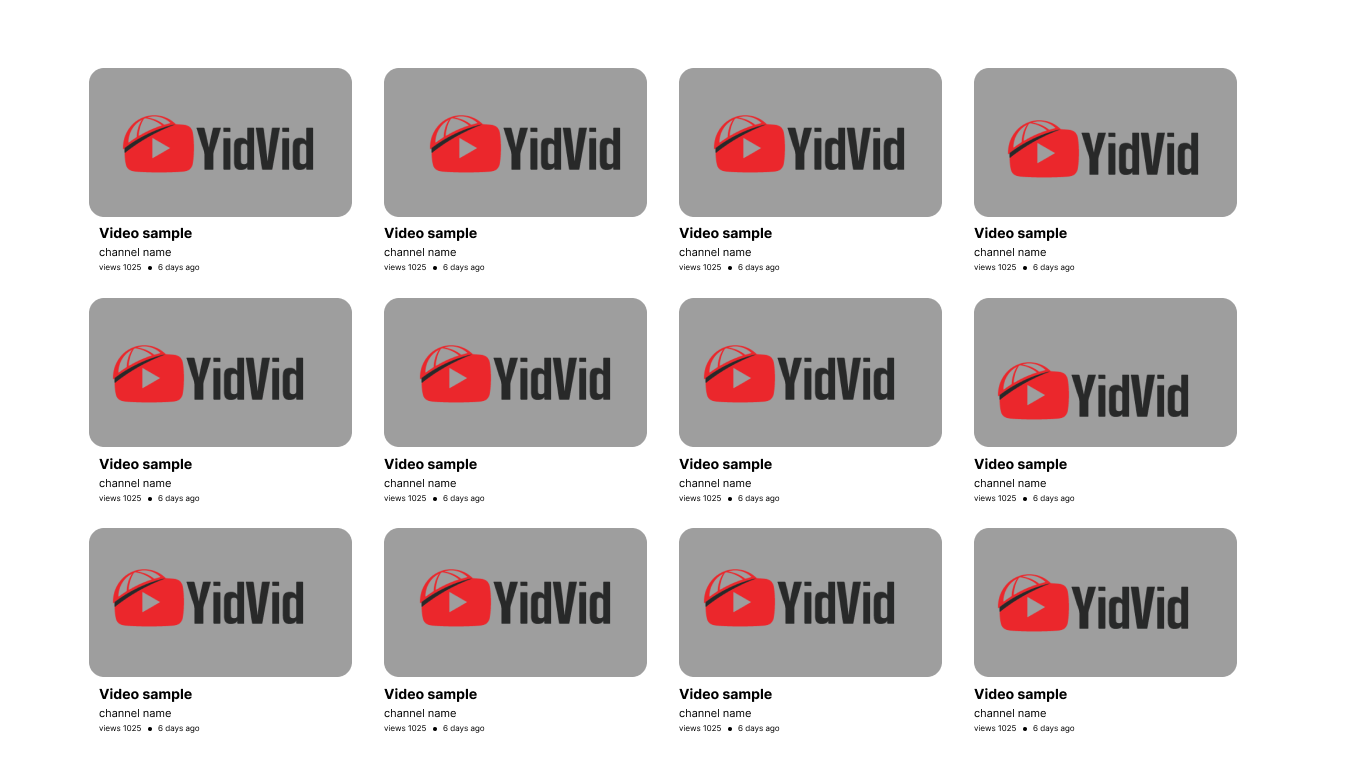 YidVid YidVid YidVid YidVid
Video sample Video sample Video sample Video sample
channel name channel name channel name channel name
views 1025 • 6 days ago views 1025 • 6 days ago views 1025 • 6 days ago views 1025 • 6 days ago
YidVid YidVid YidVid YidVid
Video sample Video sample Video sample Video sample
channel name channel name channel name channel name
views 1025 • 6 days ago views 1025 • 6 days ago views 1025 • 6 days ago views 1025 • 6 days ago
YidVid YidVid YidVid YidVid
Video sample Video sample Video sample Video sample
channel name channel name channel name channel name
views 1025 • 6 days ago views 1025 • 6 days ago views 1025 • 6 days ago views 1025 • 6 days ago